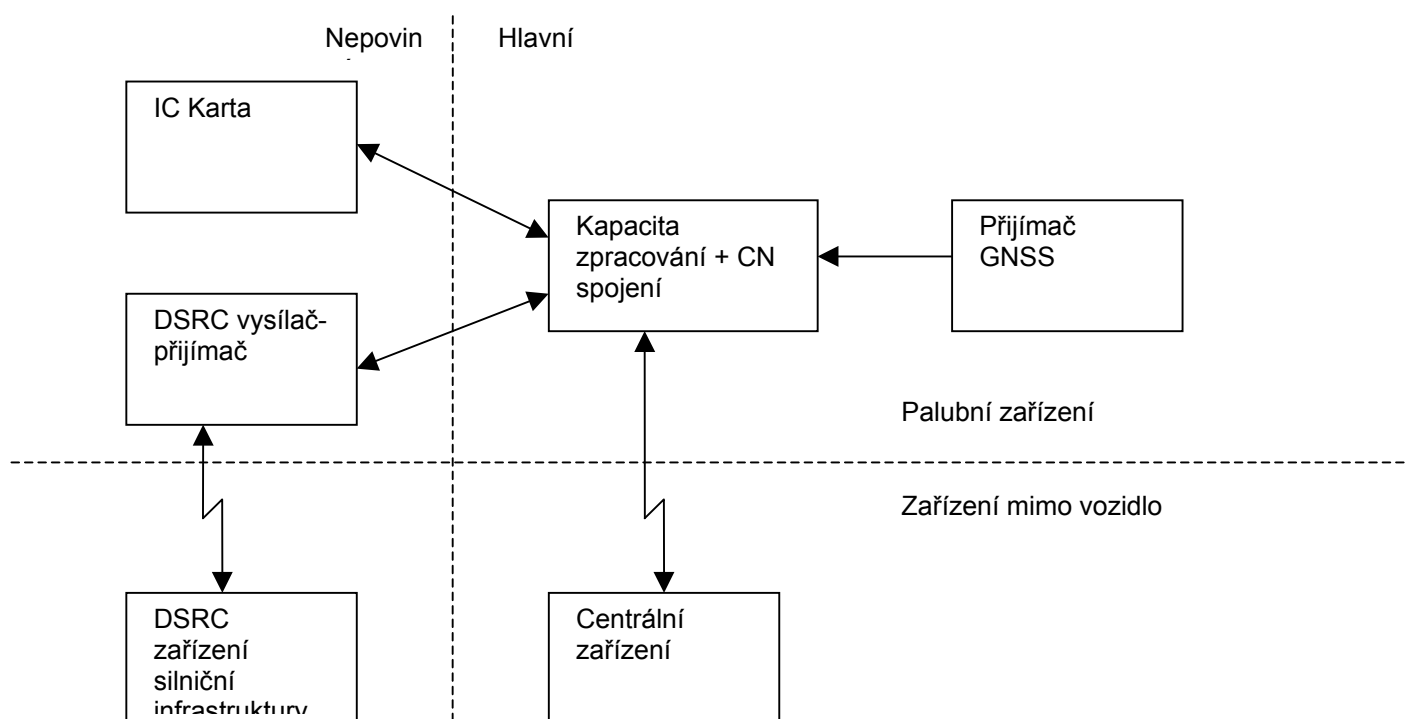 Nepovin
Hlavní
IC Karta
Kapacita
zpracování + CN
spojení
Přijímač
GNSS
DSRC vysílač-
přijímač
Palubní zařízení
Zařízení mimo vozidlo
DSRC
zařízení
silniční
infrastruktury
Centrální
zařízení